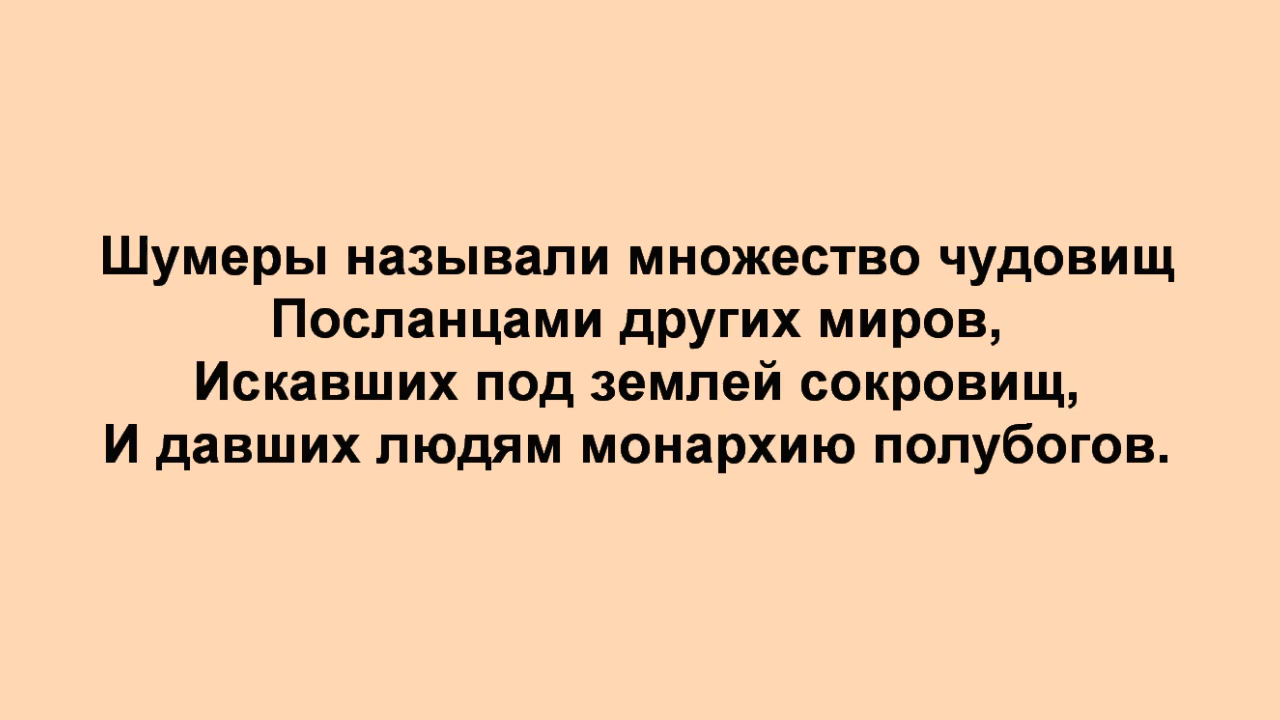 Шумеры называли множество чудовищ
Посланцами других миров,
Искавших под землей сокровищ,
И давших людям монархию полубогов.